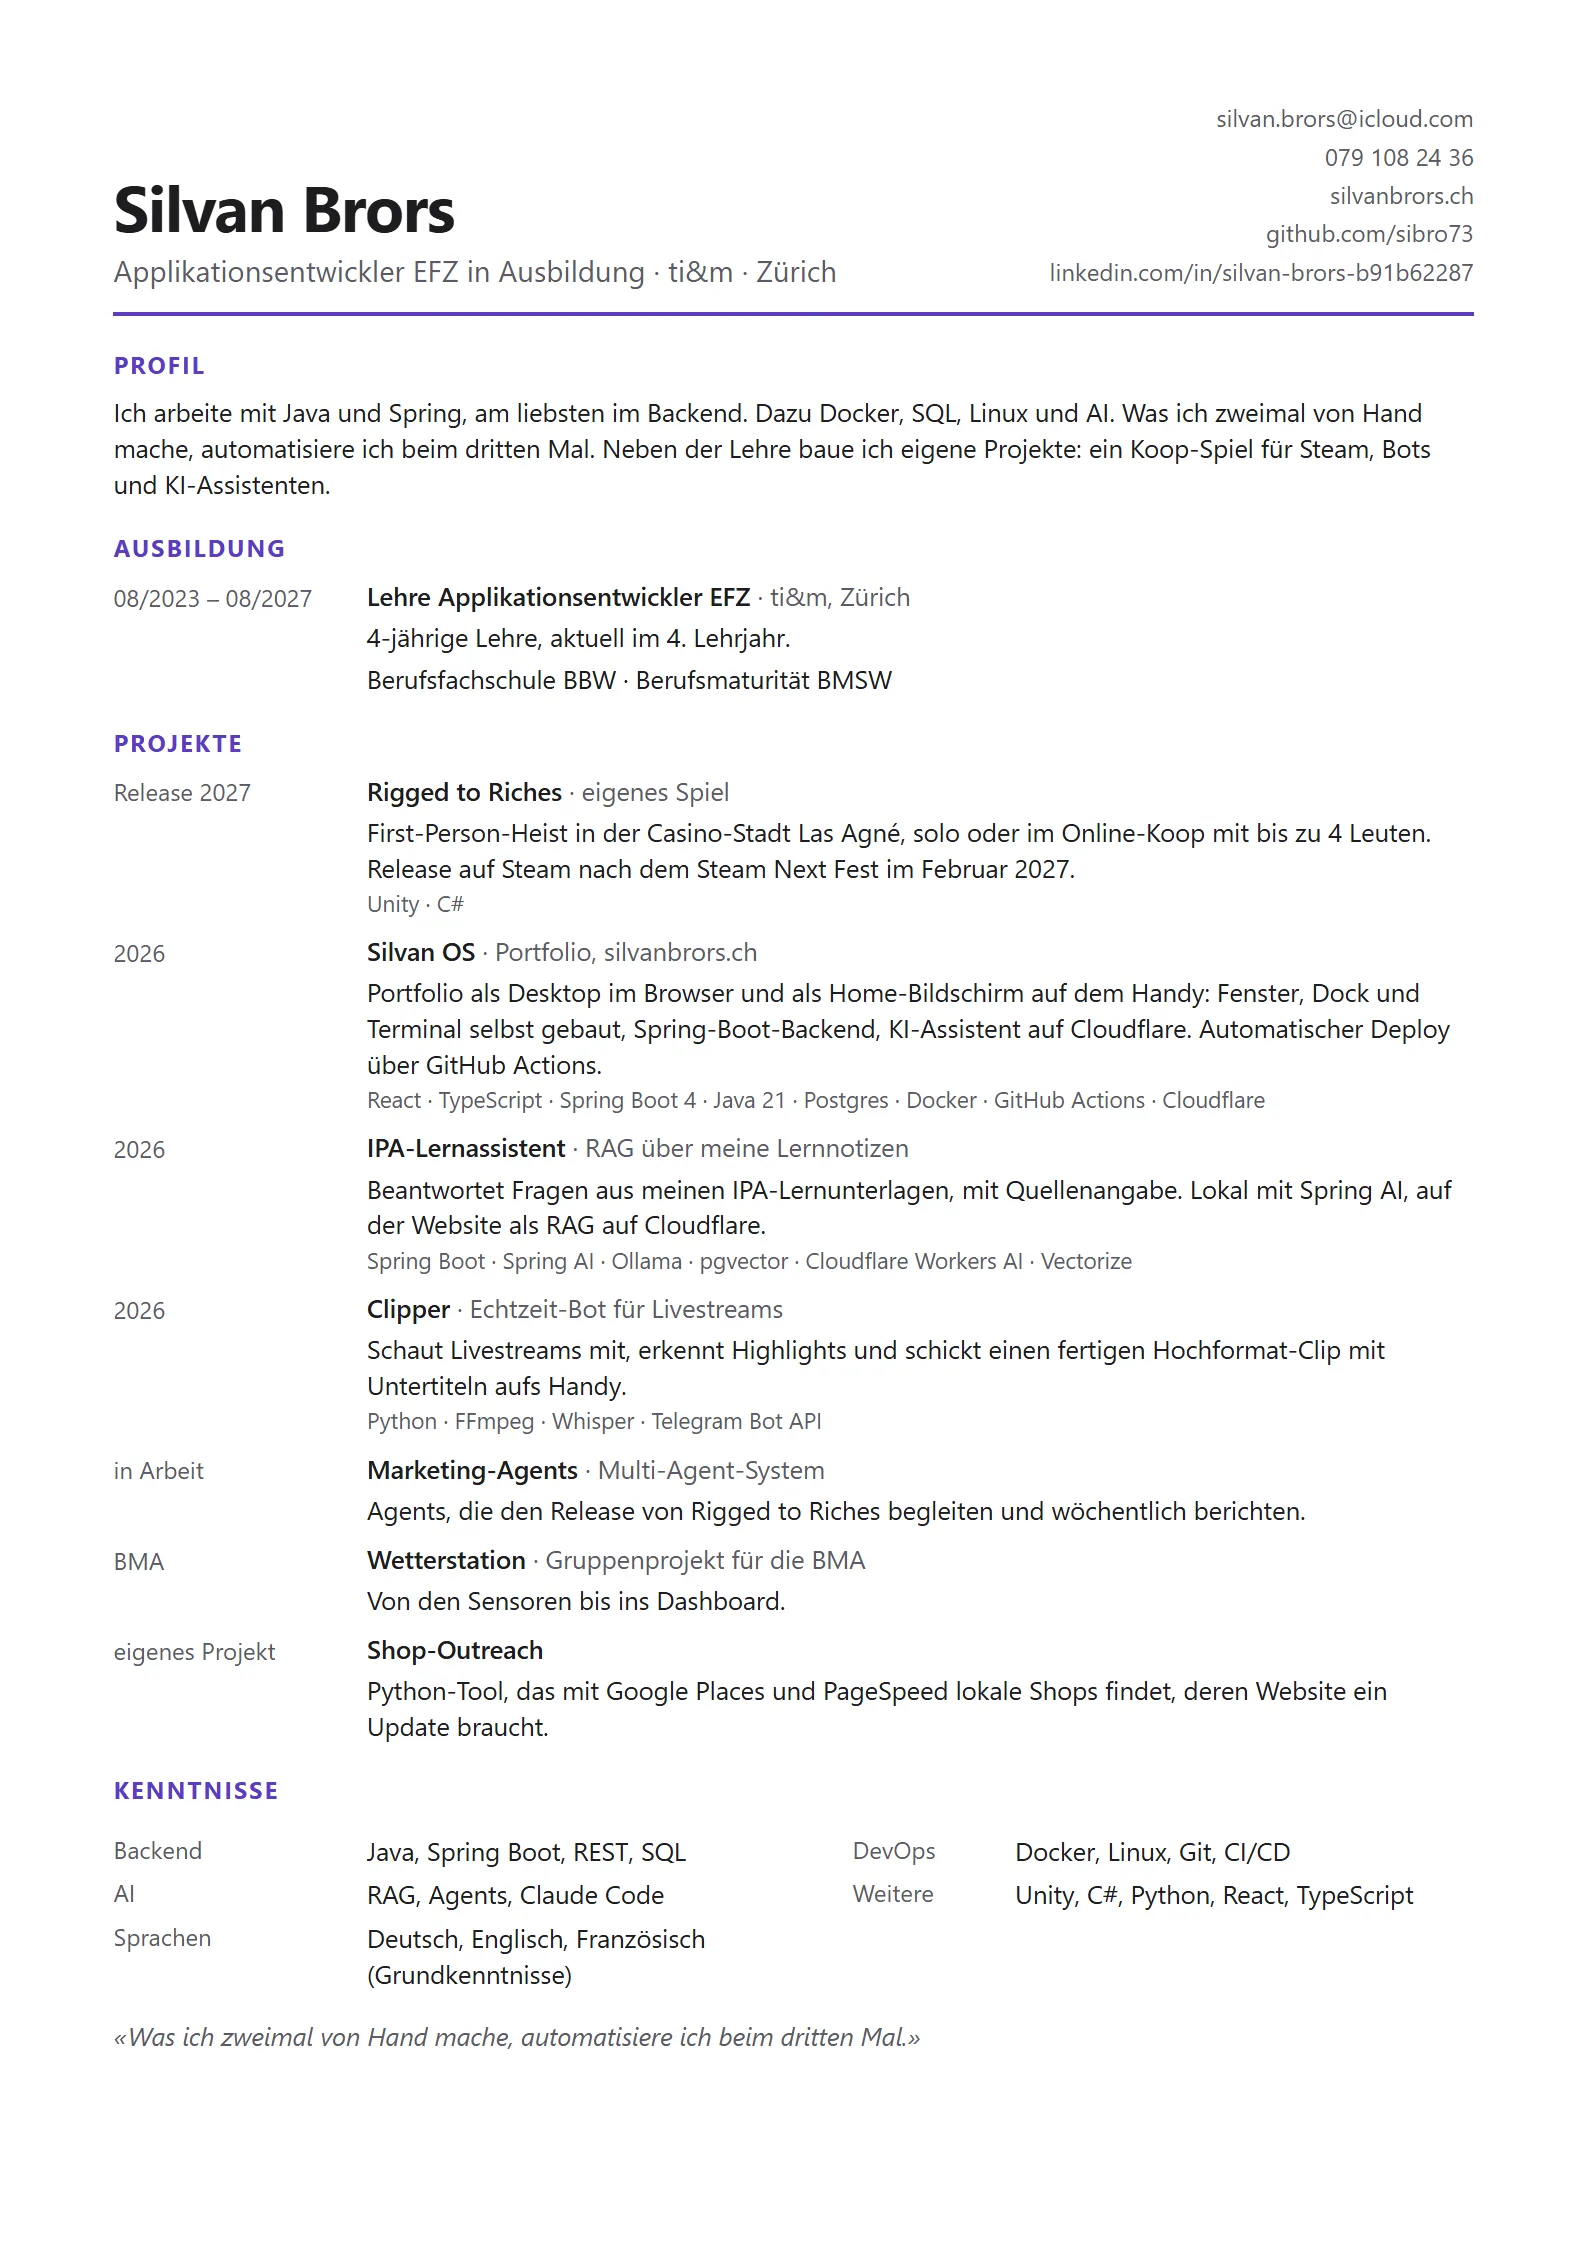 silvan.brors@icloud.com
079 108 24 36
silvanbrors.ch
github.com/sibro73
linkedin.com/in/silvan-brors-b91b62287
Silvan Brors
Applikationsentwickler EFZ in Ausbildung · ti&m · Zürich
PROFIL
Ich arbeite mit Java und Spring, am liebsten im Backend. Dazu Docker, SQL, Linux und AI. Was ich zweimal von Hand
mache, automatisiere ich beim dritten Mal. Neben der Lehre baue ich eigene Projekte: ein Koop-Spiel für Steam, Bots
und KI-Assistenten.
AUSBILDUNG
08/2023 – 08/2027 Lehre Applikationsentwickler EFZ · ti&m, Zürich
4-jährige Lehre, aktuell im 4. Lehrjahr.
Berufsfachschule BBW · Berufsmaturität BMSW
PROJEKTE
Release 2027 Rigged to Riches · eigenes Spiel
First-Person-Heist in der Casino-Stadt Las Agné, solo oder im Online-Koop mit bis zu 4 Leuten.
Release auf Steam nach dem Steam Next Fest im Februar 2027.
Unity · C#
2026 Silvan OS · Portfolio, silvanbrors.ch
Portfolio als Desktop im Browser und als Home-Bildschirm auf dem Handy: Fenster, Dock und
Terminal selbst gebaut, Spring-Boot-Backend, KI-Assistent auf Cloudflare. Automatischer Deploy
über GitHub Actions.
React · TypeScript · Spring Boot 4 · Java 21 · Postgres · Docker · GitHub Actions · Cloudflare
2026 IPA-Lernassistent · RAG über meine Lernnotizen
Beantwortet Fragen aus meinen IPA-Lernunterlagen, mit Quellenangabe. Lokal mit Spring AI, auf
der Website als RAG auf Cloudflare.
Spring Boot · Spring AI · Ollama · pgvector · Cloudflare Workers AI · Vectorize
2026 Clipper · Echtzeit-Bot für Livestreams
Schaut Livestreams mit, erkennt Highlights und schickt einen fertigen Hochformat-Clip mit
Untertiteln aufs Handy.
Python · FFmpeg · Whisper · Telegram Bot API
in Arbeit Marketing-Agents · Multi-Agent-System
Agents, die den Release von Rigged to Riches begleiten und wöchentlich berichten.
BMA Wetterstation · Gruppenprojekt für die BMA
Von den Sensoren bis ins Dashboard.
eigenes Projekt Shop-Outreach
Python-Tool, das mit Google Places und PageSpeed lokale Shops findet, deren Website ein
Update braucht.
KENNTNISSE
Backend Java, Spring Boot, REST, SQL DevOps Docker, Linux, Git, CI/CD
AI RAG, Agents, Claude Code Weitere Unity, C#, Python, React, TypeScript
Sprachen Deutsch, Englisch, Französisch
(Grundkenntnisse)
«Was ich zweimal von Hand mache, automatisiere ich beim dritten Mal.»